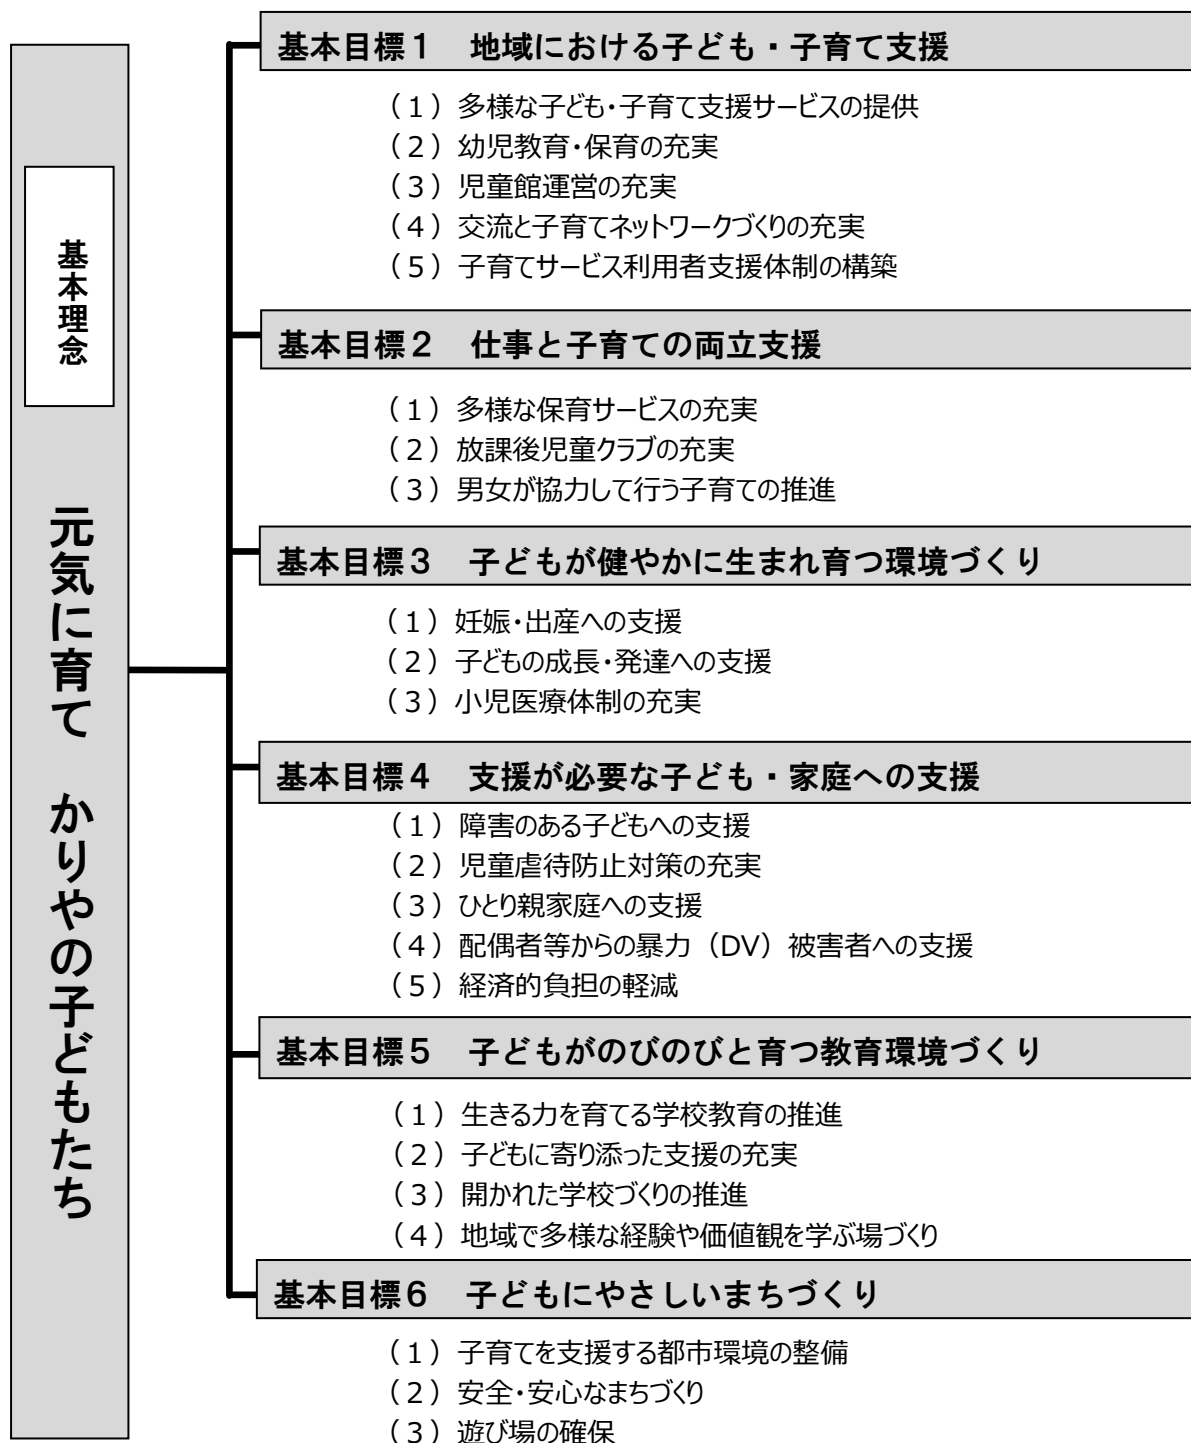 基本理念
元気に育て　かりやの子どもたち
基本目標１　地域における子ども・子育て支援
（１）多様な子ども・子育て支援サービスの提供
（２）幼児教育・保育の充実
（３）児童館運営の充実
（４）交流と子育てネットワークづくりの充実
（５）子育てサービス利用者支援体制の構築
基本目標２　仕事と子育ての両立支援
（１）多様な保育サービスの充実
（２）放課後児童クラブの充実
（３）男女が協力して行う子育ての推進
基本目標３　子どもが健やかに生まれ育つ環境づくり
（１）妊娠・出産への支援
（２）子どもの成長・発達への支援
（３）小児医療体制の充実
基本目標４　支援が必要な子ども・家庭への支援
（１）障害のある子どもへの支援
（２）児童虐待防止対策の充実
（３）ひとり親家庭への支援
（４）配偶者等からの暴力（DV）被害者への支援
（５）経済的負担の軽減
基本目標５　子どもがのびのびと育つ教育環境づくり
（１）生きる力を育てる学校教育の推進
（２）子どもに寄り添った支援の充実
（３）開かれた学校づくりの推進
（４）地域で多様な経験や価値観を学ぶ場づくり
基本目標６　子どもにやさしいまちづくり
（１）子育てを支援する都市環境の整備
（２）安全・安心なまちづくり
（３）遊び場の確保